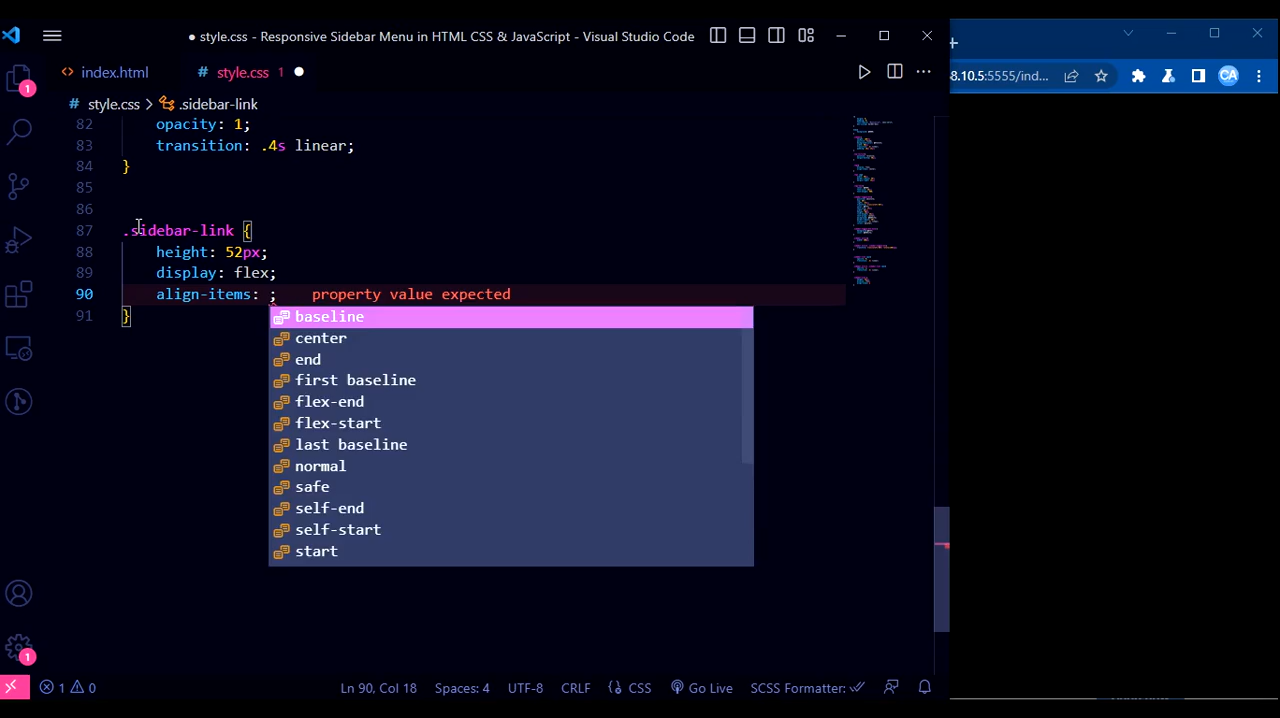 ● style.css - Responsive Sidebar Menu in HTML CSS & JavaScript - Visual Studio Code
<> index.html # style.css 1 ●
8.10.5:5555/ind... CA
1
# style.css > .sidebar-link
82 opacity: 1;
83 transition: .4s linear;
84 }
85
86
87 .sidebar-link {
88 height: 52px;
89 display: flex;
90 align-items: ; property value expected
91 }
baseline
center
end
first baseline
flex-end
flex-start
last baseline
normal
safe
self-end
self-start
start
1
1 0 Ln 90, Col 18 Spaces: 4 UTF-8 CRLF {} CSS Go Live SCSS Formatter: